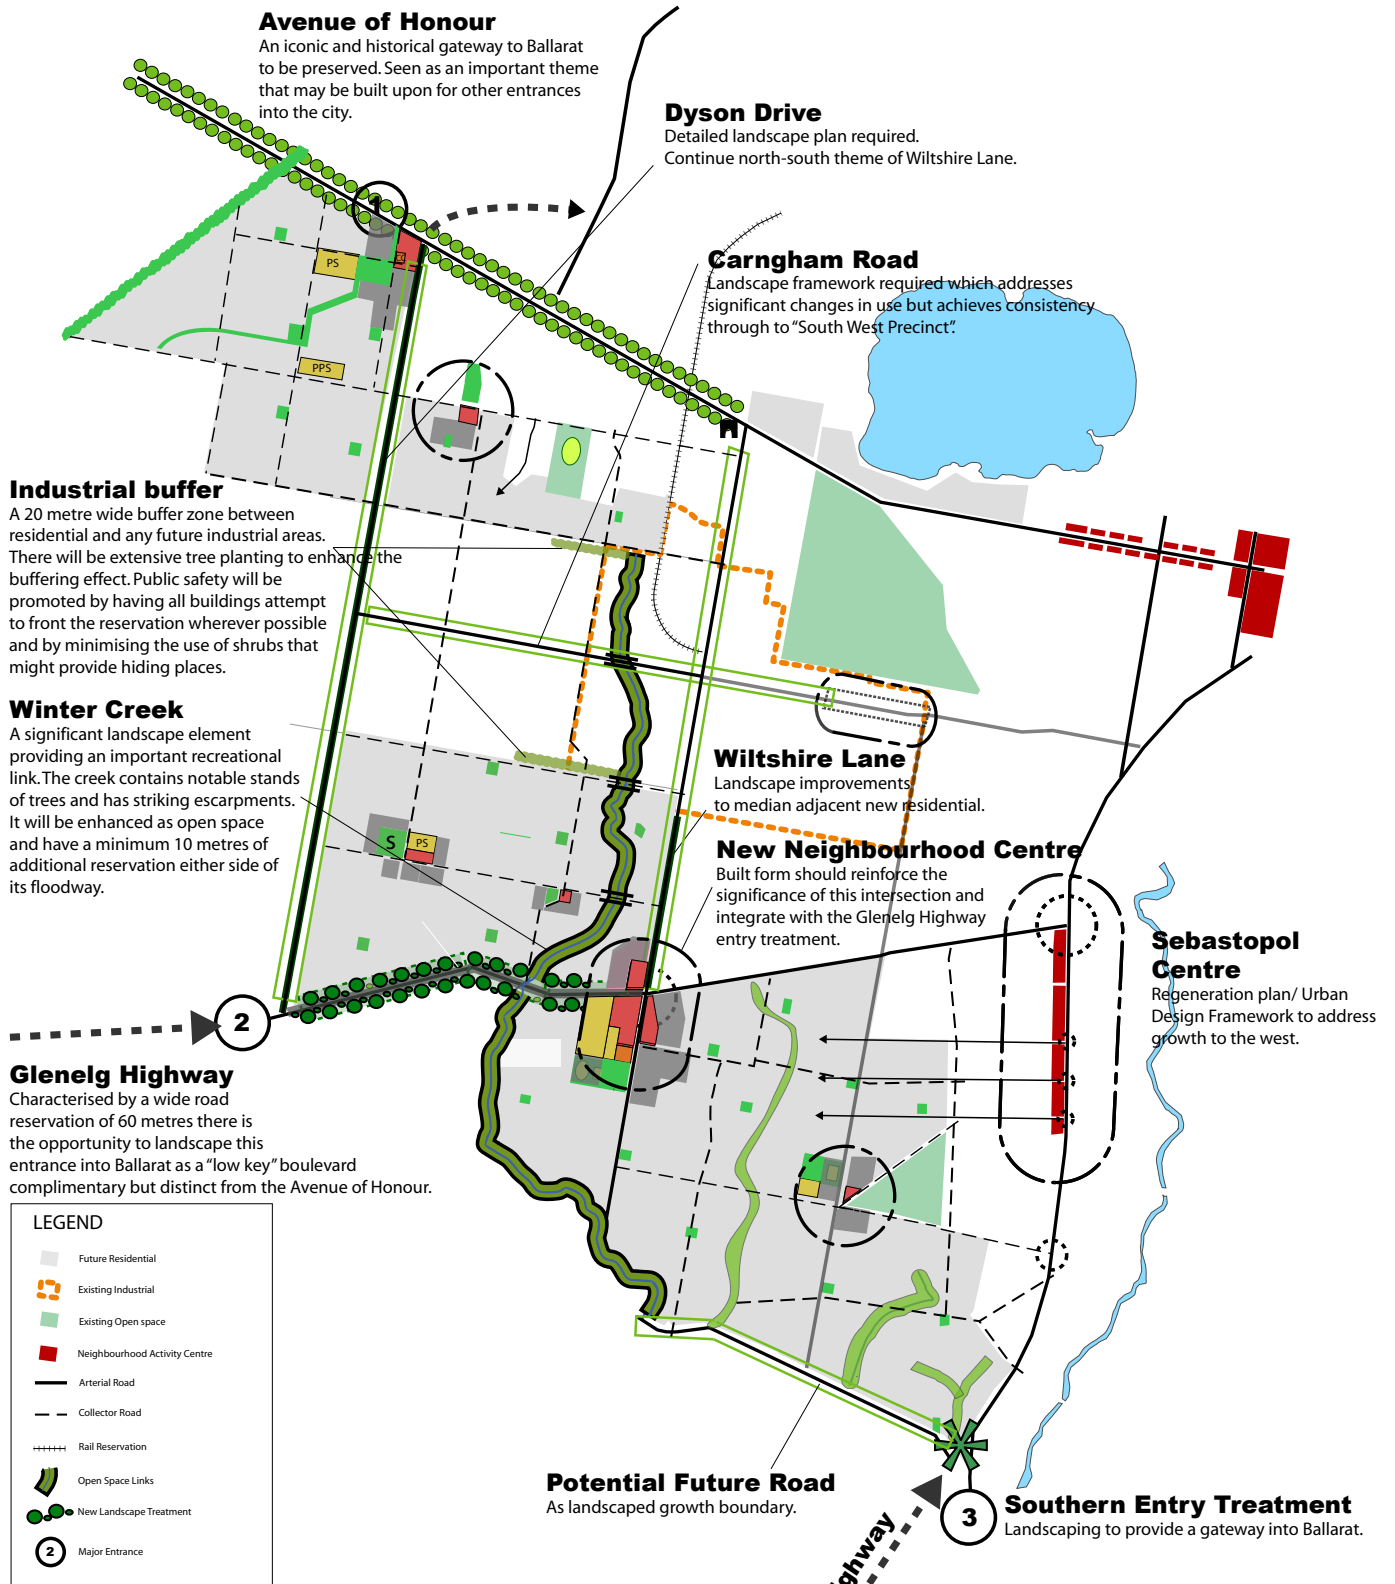 Avenue of Honour
An iconic and historical gateway to Ballarat
to be preserved. Seen as an important theme
that may be built upon for other entrances
into the city.
Dyson Drive
Detailed landscape plan required.
Continue north-south theme of Wiltshire Lane.
1
Carngham Road
Landscape framework required which addresses
significant changes in use but achieves consistency
through to “South West Precinct”.
PS
PPS
Industrial buffer
A 20 metre wide buffer zone between
residential and any future industrial areas.
There will be extensive tree planting to enhance the
buffering effect. Public safety will be
promoted by having all buildings attempt
to front the reservation wherever possible
and by minimising the use of shrubs that
might provide hiding places.
Winter Creek
A significant landscape element
providing an important recreational
link. The creek contains notable stands
of trees and has striking escarpments.
It will be enhanced as open space
and have a minimum 10 metres of
additional reservation either side of
its floodway.
Wiltshire Lane
Landscape improvements
to median adjacent new residential.
S
PS
New Neighbourhood Centre
Built form should reinforce the
significance of this intersection and
integrate with the Glenelg Highway
entry treatment.
Sebastopol
Centre
Regeneration plan/ Urban
Design Framework to address
growth to the west.
2
Glenelg Highway
Characterised by a wide road
reservation of 60 metres there is
the opportunity to landscape this
entrance into Ballarat as a “low key” boulevard
complimentary but distinct from the Avenue of Honour.
LEGEND
Future Residential
Existing Industrial
Existing Open space
Neighbourhood Activity Centre
Arterial Road
Collector Road
Rail Reservation
Open Space Links
New Landscape Treatment
2
Major Entrance
Potential Future Road
As landscaped growth boundary.
3
Southern Entry Treatment
Landscaping to provide a gateway into Ballarat.